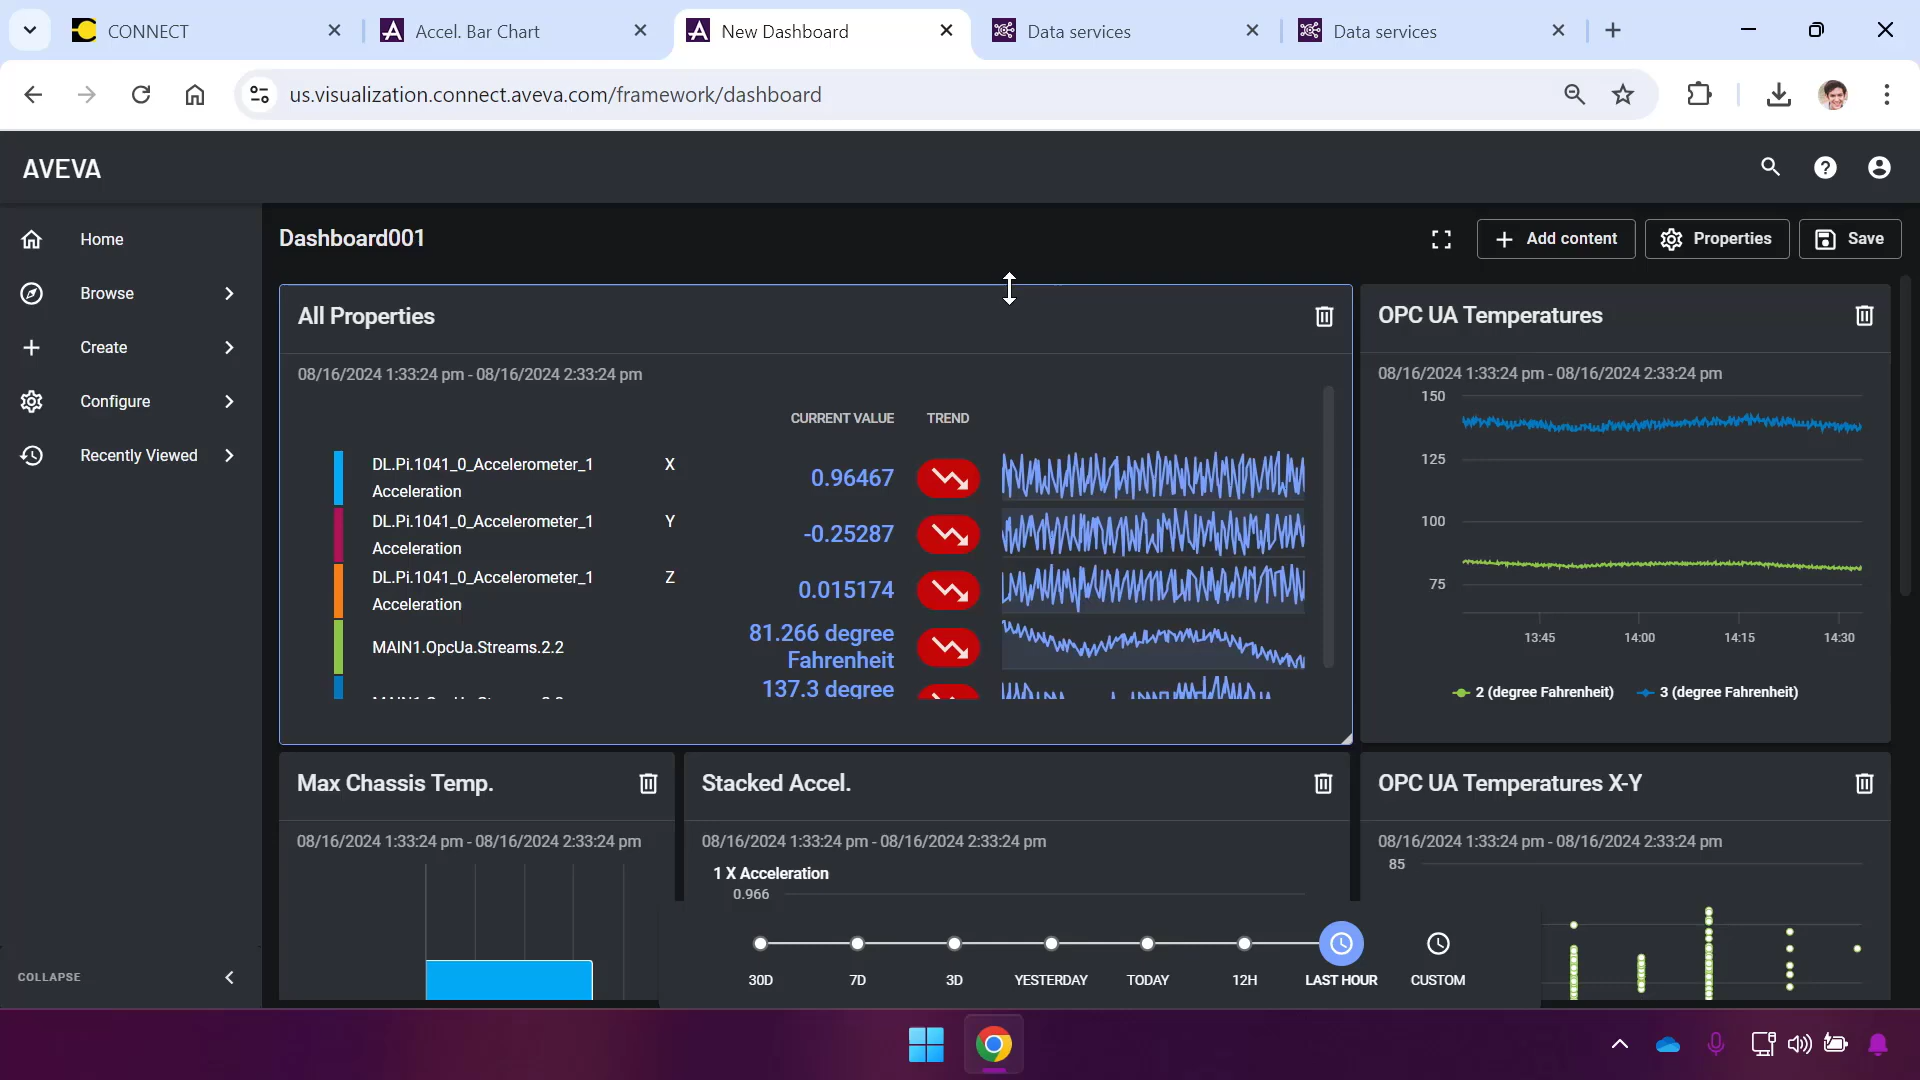 CONNECT
Accel. Bar Chart
New Dashboard
Data services
Data services
us.visualization.connect.aveva.com/framework/dashboard
AVEVA
Home
Browse
Create
Configure
Recently Viewed
COLLAPSE
Dashboard001
Add content
Properties
Save
All Properties
08/16/2024 1:33:24 pm - 08/16/2024 2:33:24 pm
CURRENT VALUE TREND
DL.Pi.1041_0_Accelerometer_1 X
Acceleration
0.96467
DL.Pi.1041_0_Accelerometer_1 Y
Acceleration
-0.25287
DL.Pi.1041_0_Accelerometer_1 Z
Acceleration
0.015174
MAIN1.OpcUa.Streams.2.2
81.266 degree
Fahrenheit
137.3 degree
OPC UA Temperatures
08/16/2024 1:33:24 pm - 08/16/2024 2:33:24 pm
150
125
100
75
13:45 14:00 14:15 14:30
2 (degree Fahrenheit) 3 (degree Fahrenheit)
Max Chassis Temp.
08/16/2024 1:33:24 pm - 08/16/2024 2:33:24 pm
Stacked Accel.
08/16/2024 1:33:24 pm - 08/16/2024 2:33:24 pm
1 X Acceleration
0.966
OPC UA Temperatures X-Y
08/16/2024 1:33:24 pm - 08/16/2024 2:33:24 pm
85
30D 7D 3D YESTERDAY TODAY 12H LAST HOUR CUSTOM